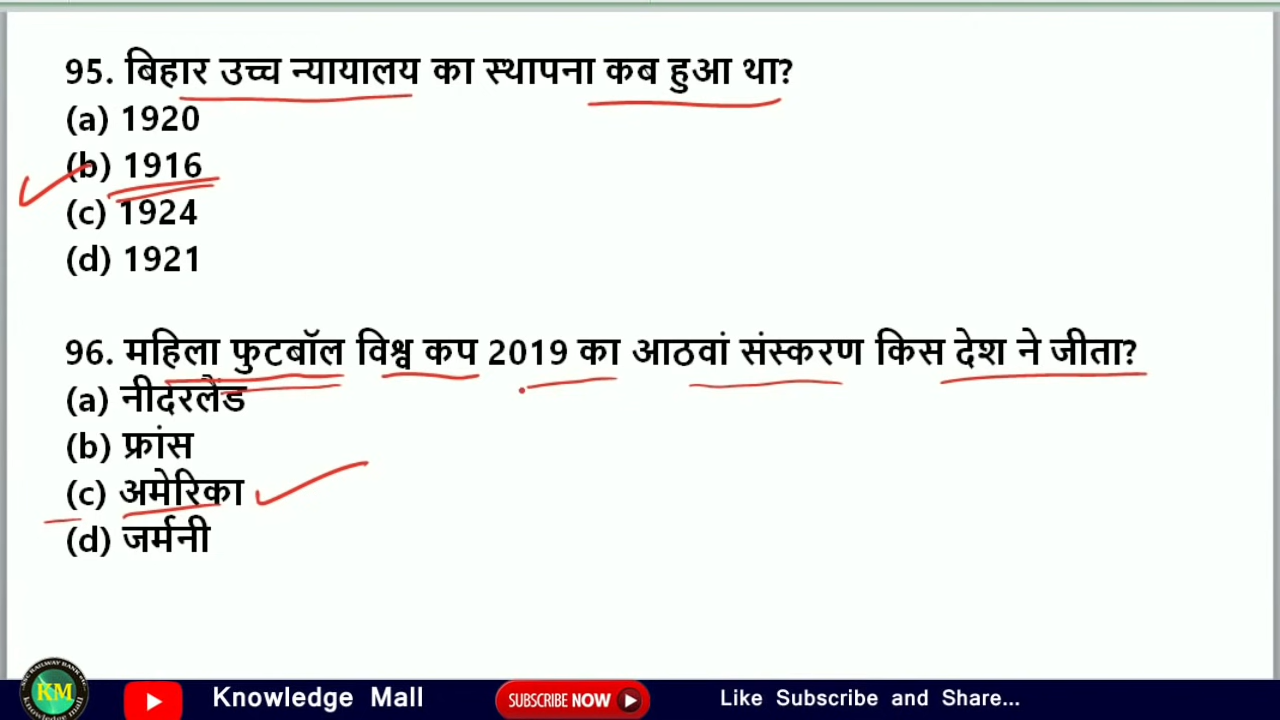 95. बिहार उच्च न्यायालय का स्थापना कब हुआ था?
(a) 1920
(b) 1916
(c) 1924
(d) 1921
96. महिला फुटबॉल विश्व कप 2019 का आठवां संस्करण किस देश ने जीता?
(a) नीदरलैंड
(b) फ्रांस
(c) अमेरिका
(d) जर्मनी
KM
Knowledge Mall
SUBSCRIBE NOW
Like Subscribe and Share...